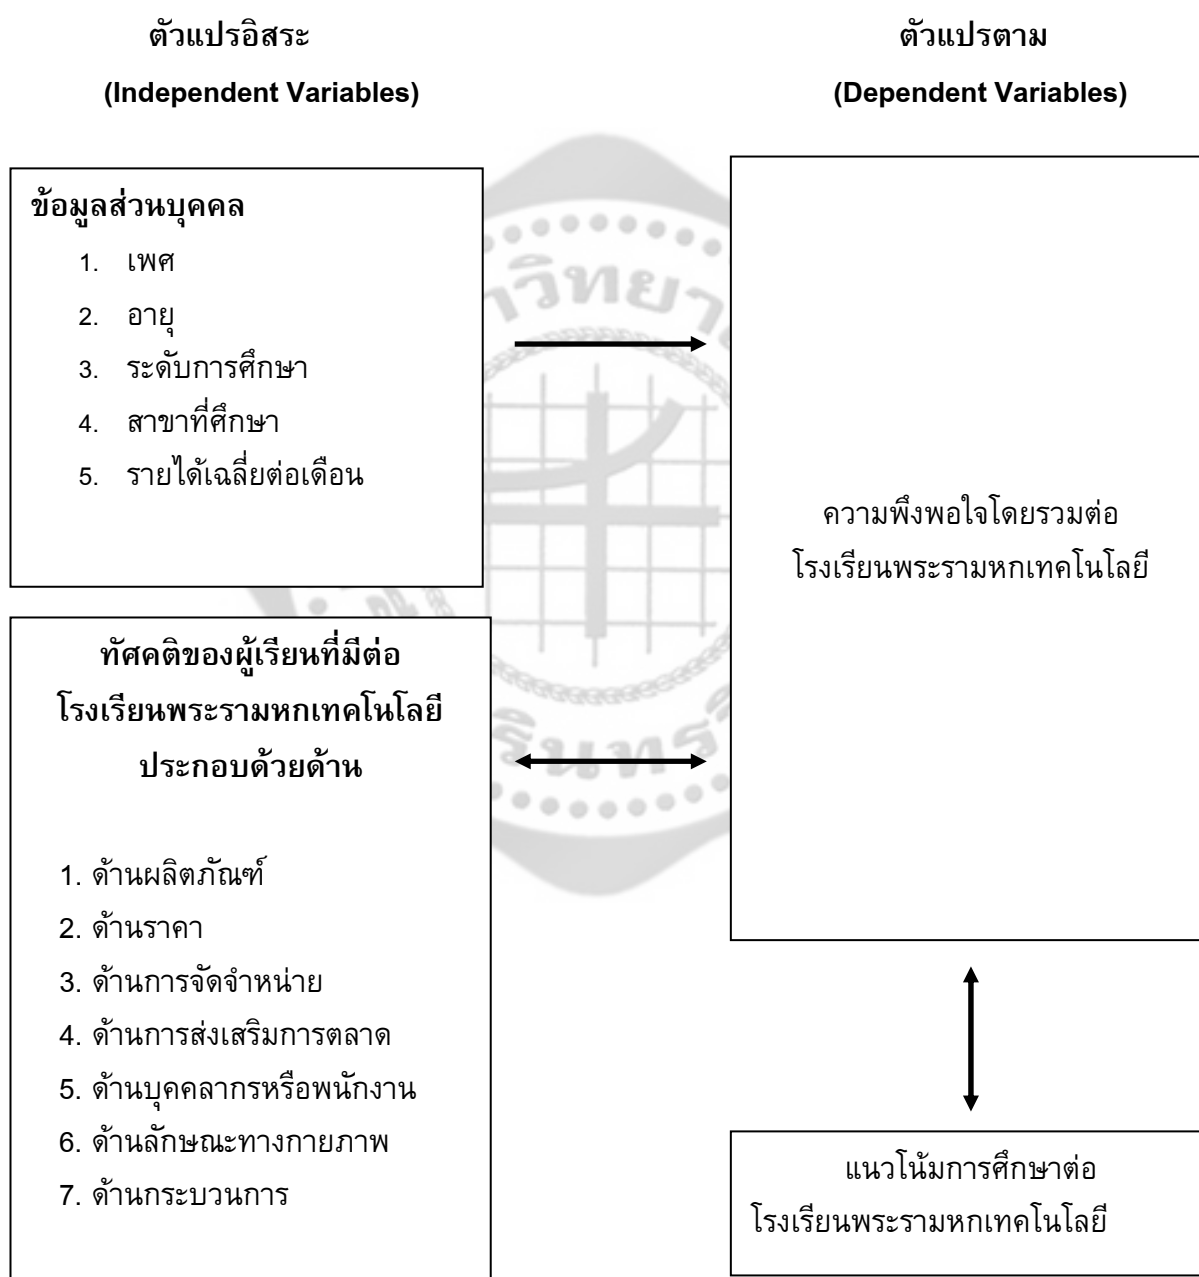 ตัวแปรอิสระ
(Independent Variables)
ตัวแปรตาม
(Dependent Variables)
ข้อมูลส่วนบุคคล
1. เพศ
2. อายุ
3. ระดับการศึกษา
4. สาขาที่ศึกษา
5. รายได้เฉลี่ยต่อเดือน
ความพึงพอใจโดยรวมต่อ
โรงเรียนพระรามหกเทคโนโลยี
ทัศคติของผู้เรียนที่มีต่อ
โรงเรียนพระรามหกเทคโนโลยี
ประกอบด้วยด้าน
1. ด้านผลิตภัณฑ์
2. ด้านราคา
3. ด้านการจัดจำหน่าย
4. ด้านการส่งเสริมการตลาด
5. ด้านบุคคลากรหรือพนักงาน
6. ด้านลักษณะทางกายภาพ
7. ด้านกระบวนการ
แนวโน้มการศึกษาต่อ
โรงเรียนพระรามหกเทคโนโลยี